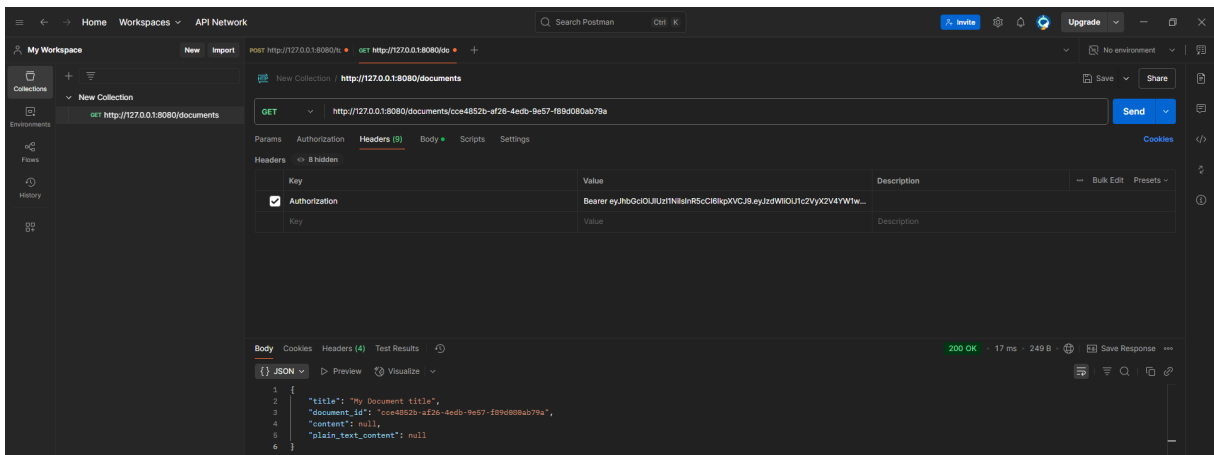 Home Workspaces API Network Search Postman Ctrl K Invite Upgrade
My Workspace New Import POST http://127.0.0.1:8080/tc GET http://127.0.0.1:8080/do No environment
Collections
Environments
Flows
History
New Collection
GET http://127.0.0.1:8080/documents
New Collection / http://127.0.0.1:8080/documents Save Share
GET http://127.0.0.1:8080/documents/cce4852b-af26-4edb-9e57-f89d080ab79a Send
Params Authorization Headers (9) Body Scripts Settings Cookies
Headers 8 hidden
Key Value Description Bulk Edit Presets
Authorization Bearer
Key Value Description
Body Cookies Headers (4) Test Results 200 OK 17 ms 249 B Save Response
{} JSON Preview Visualize
1 {
2 "title": "My Document title",
3 "document_id": "cce4852b-af26-4edb-9e57-f89d080ab79a",
4 "content": null,
5 "plain_text_content": null
6 }